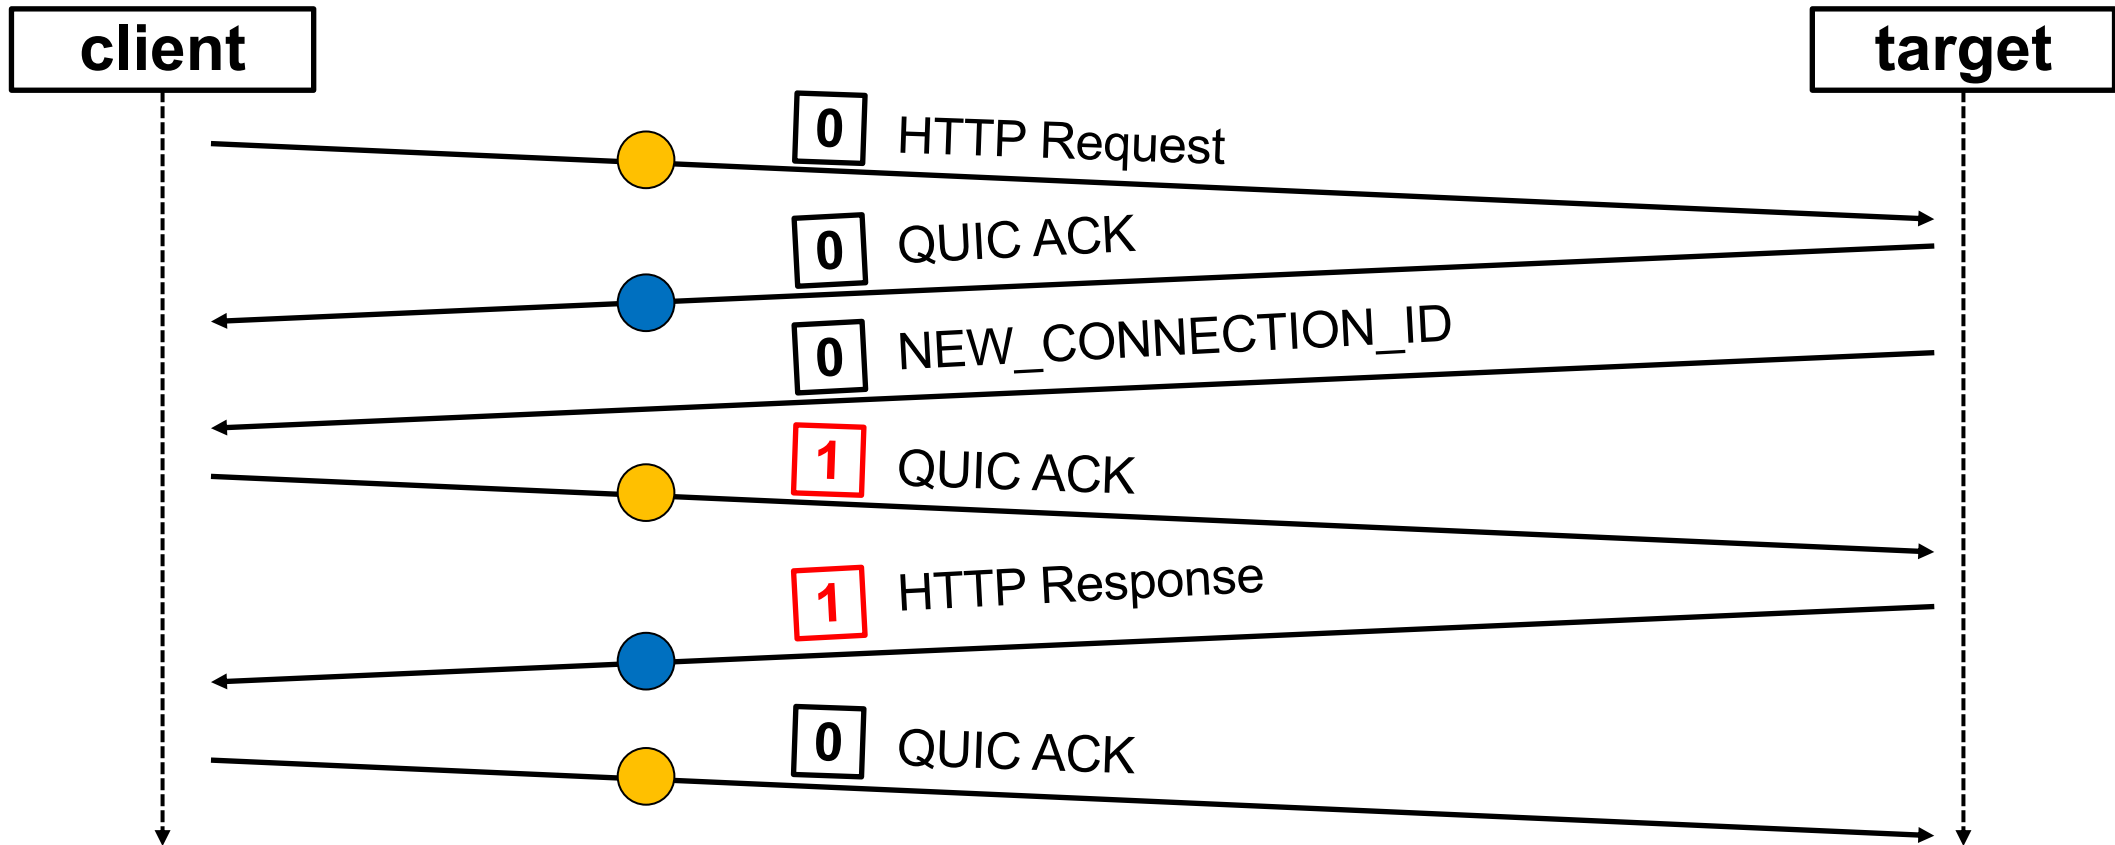 client
target
0 HTTP Request
0 QUIC ACK
0 NEW_CONNECTION_ID
1 QUIC ACK
1 HTTP Response
0 QUIC ACK